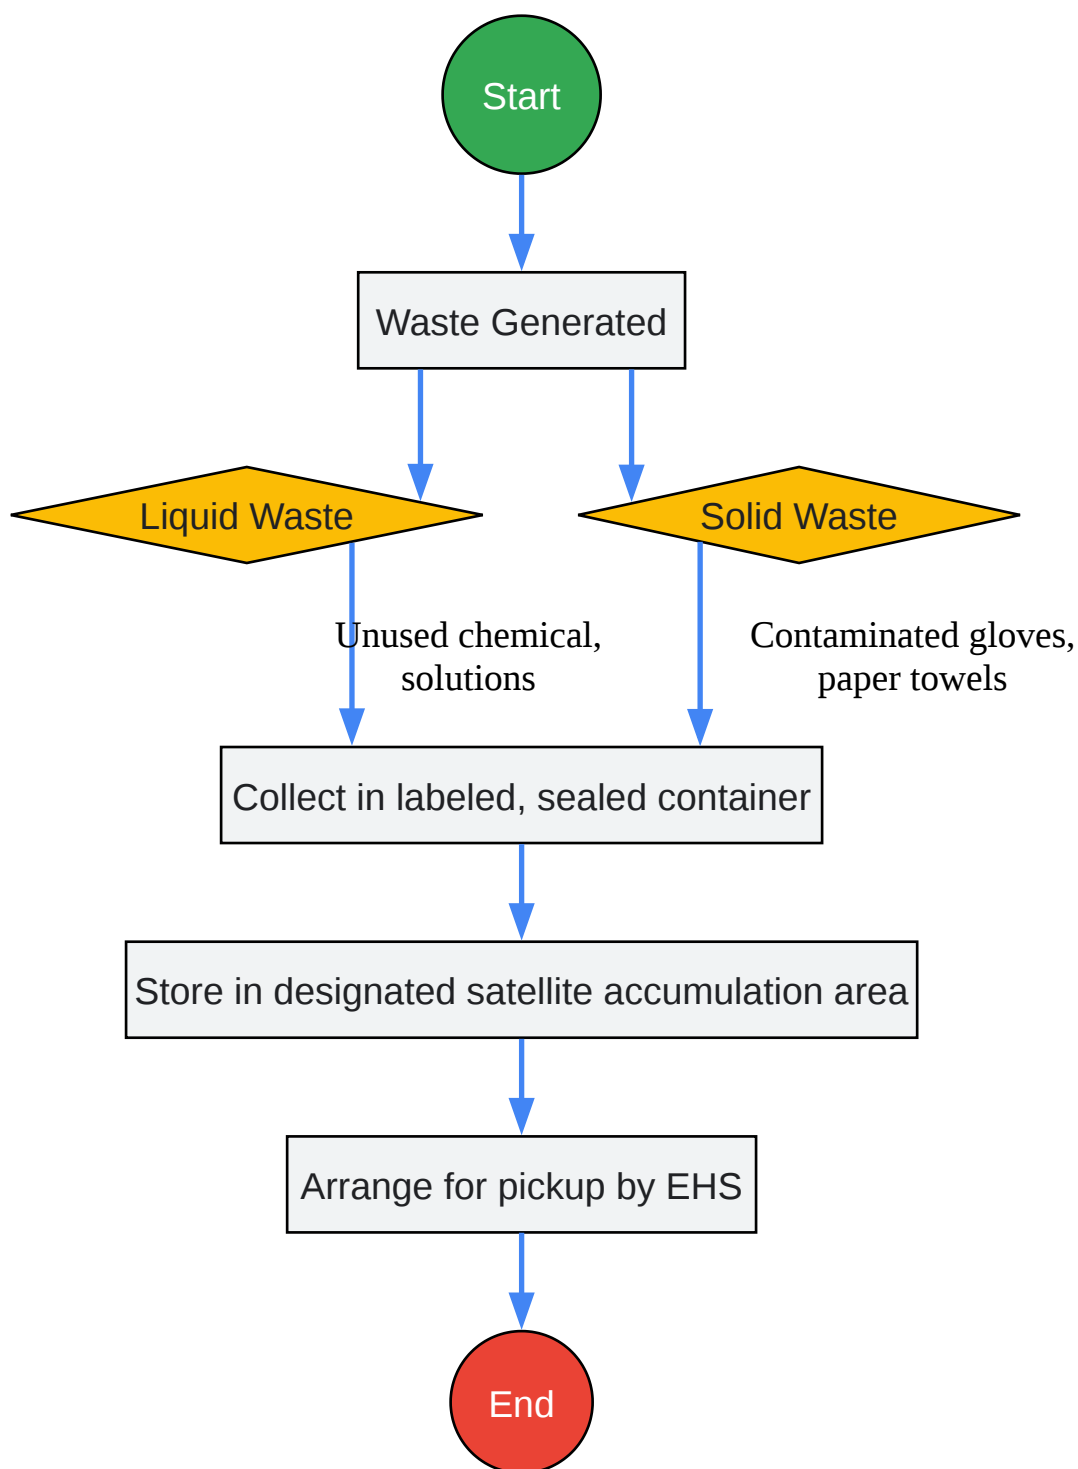 Start
Waste Generated
Liquid Waste
Solid Waste
Unused chemical,
solutions
Contaminated gloves,
paper towels
Collect in labeled, sealed container
Store in designated satellite accumulation area
Arrange for pickup by EHS
End